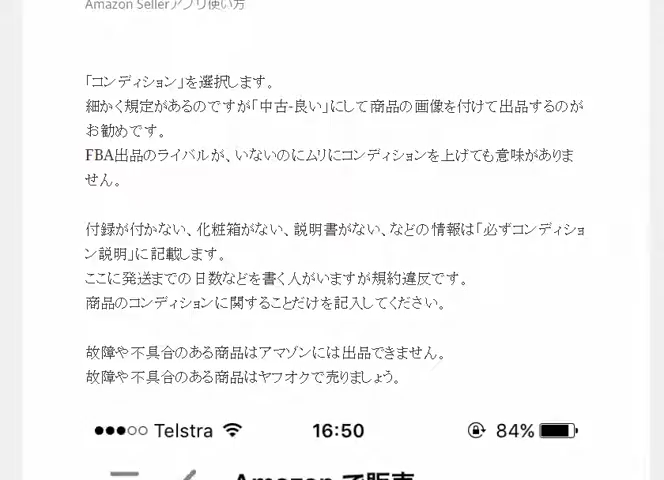 Amazon Sellerアプリ使い方
「コンディション」を選択します。
細かく規定があるのですが「中古-良い」にして商品の画像を付けて出品するのが
お勧めです。
FBA出品のライバルが、いないのにムリにコンディションを上げても意味がありま
せん。
付録が付かない、化粧箱がない、説明書がない、などの情報は「必ずコンディショ
ン説明」に記載します。
ここに発送までの日数などを書く人がいますが規約違反です。
商品のコンディションに関することだけを記入してください。
故障や不具合のある商品はアマゾンには出品できません。
故障や不具合のある商品はヤフオクで売りましょう。
Telstra 16:50 84%
Amazon で販売